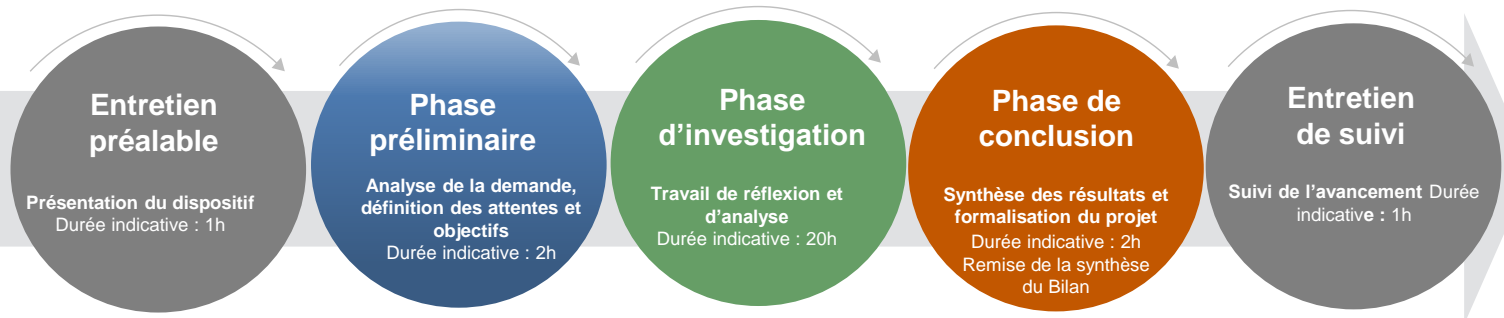 Entretien
préalable
Présentation du dispositif
Durée indicative : 1h
Phase
préliminaire
Analyse de la demande,
définition des attentes et
objectifs
Durée indicative : 2h
Phase
d’investigation
Travail de réflexion et
d’analyse
Durée indicative : 20h
Phase de
conclusion
Synthèse des résultats et
formalisation du projet
Durée indicative : 2h
Remise de la synthèse
du Bilan
Entretien
de suivi
Suivi de l’avancement Durée
indicative : 1h